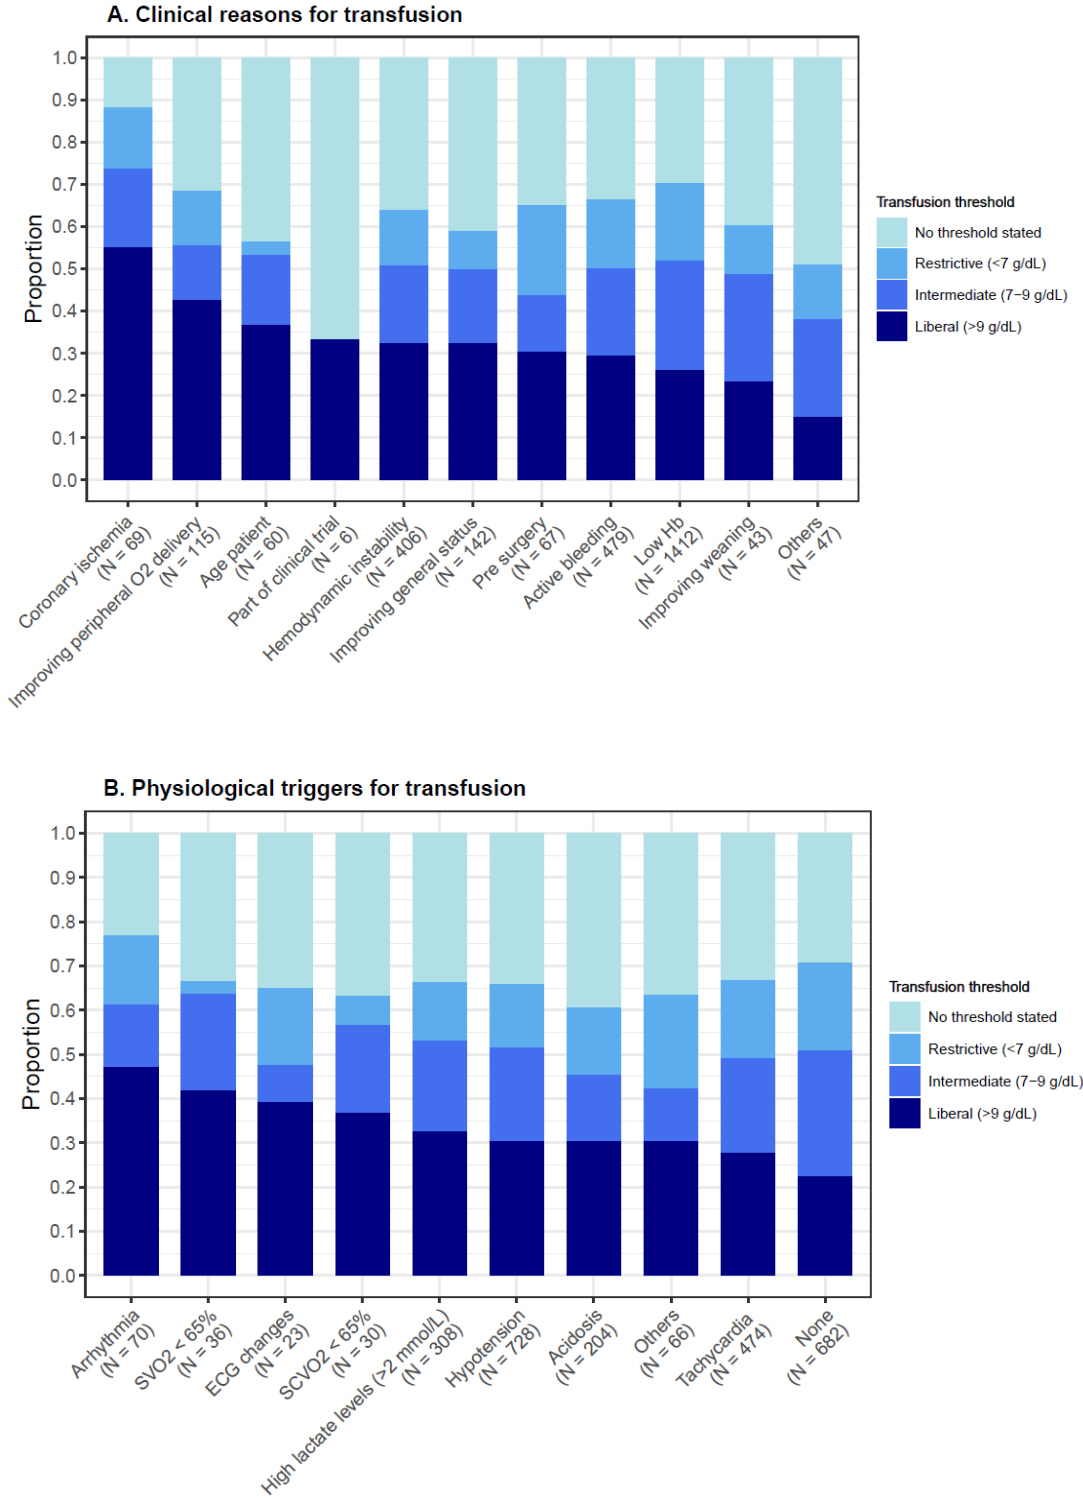 A. Clinical reasons for transfusion
Proportion
1.0
0.9
0.8
0.7
0.6
0.5
0.4
0.3
0.2
0.1
0.0
Coronary ischemia
(N = 69)
Improving peripheral O2 delivery
(N = 115)
Age patient
(N = 60)
Part of clinical trial
(N = 6)
Hemodynamic instability
(N = 406)
Improving general status
(N = 142)
Pre surgery
(N = 67)
Active bleeding
(N = 479)
Low Hb
(N = 1412)
Improving weaning
(N = 43)
Others
(N = 47)
Transfusion threshold
No threshold stated
Restrictive (<7 g/dL)
Intermediate (7−9 g/dL)
Liberal (>9 g/dL)
B. Physiological triggers for transfusion
Proportion
1.0
0.9
0.8
0.7
0.6
0.5
0.4
0.3
0.2
0.1
0.0
Arrhythmia
(N = 70)
SVO2 < 65%
(N = 36)
ECG changes
(N = 23)
SCVO2 < 65%
(N = 30)
High lactate levels (>2 mmol/L)
(N = 308)
Hypotension
(N = 728)
Acidosis
(N = 204)
Others
(N = 66)
Tachycardia
(N = 474)
None
(N = 682)
Transfusion threshold
No threshold stated
Restrictive (<7 g/dL)
Intermediate (7−9 g/dL)
Liberal (>9 g/dL)